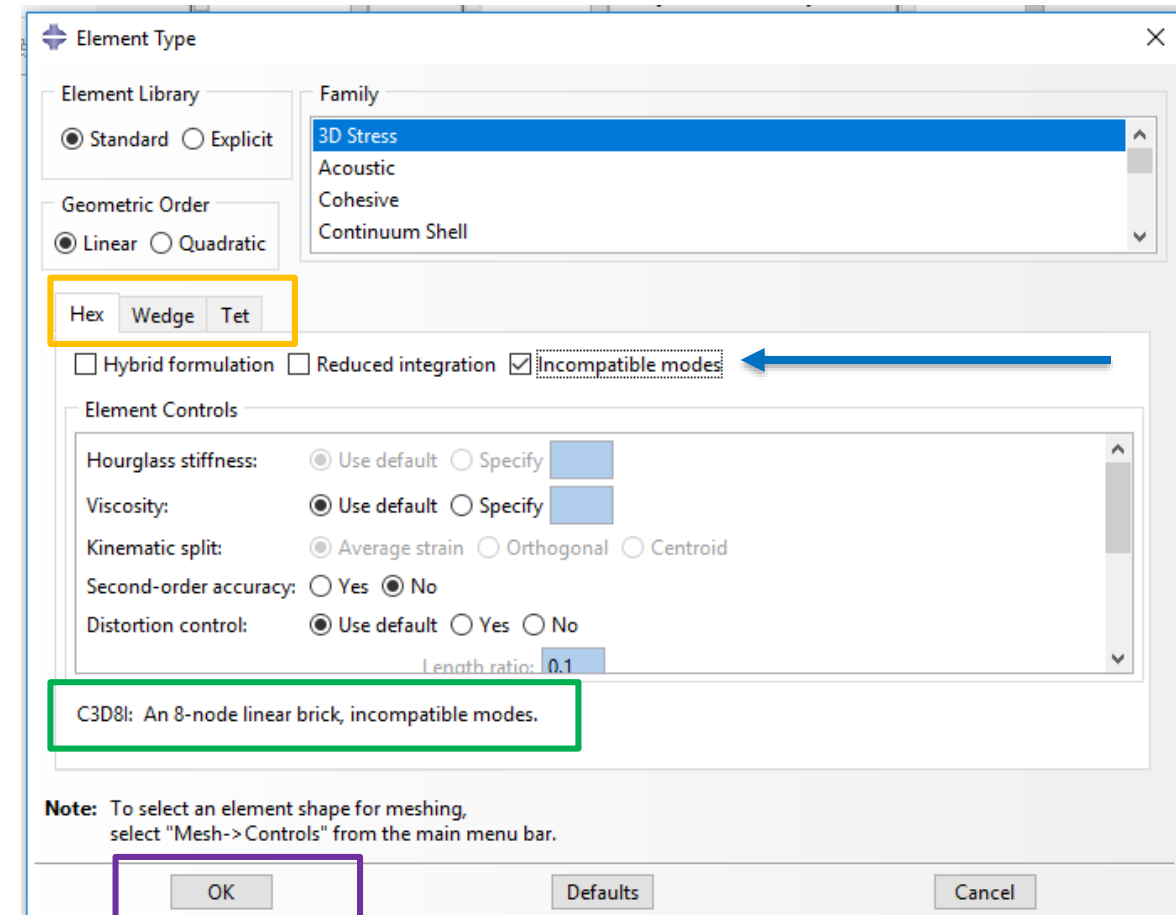 Element Type
Element Library
Family
Standard Explicit
3D Stress
Acoustic
Cohesive
Continuum Shell
Geometric Order
Linear Quadratic
Hex Wedge Tet
Hybrid formulation Reduced integration Incompatible modes
Element Controls
Hourglass stiffness: Use default Specify
Viscosity: Use default Specify
Kinematic split: Average strain Orthogonal Centroid
Second-order accuracy: Yes No
Distortion control: Use default Yes No
Length ratio: 0.1
C3D8I: An 8-node linear brick, incompatible modes.
Note: To select an element shape for meshing,
select "Mesh->Controls" from the main menu bar.
OK Defaults Cancel